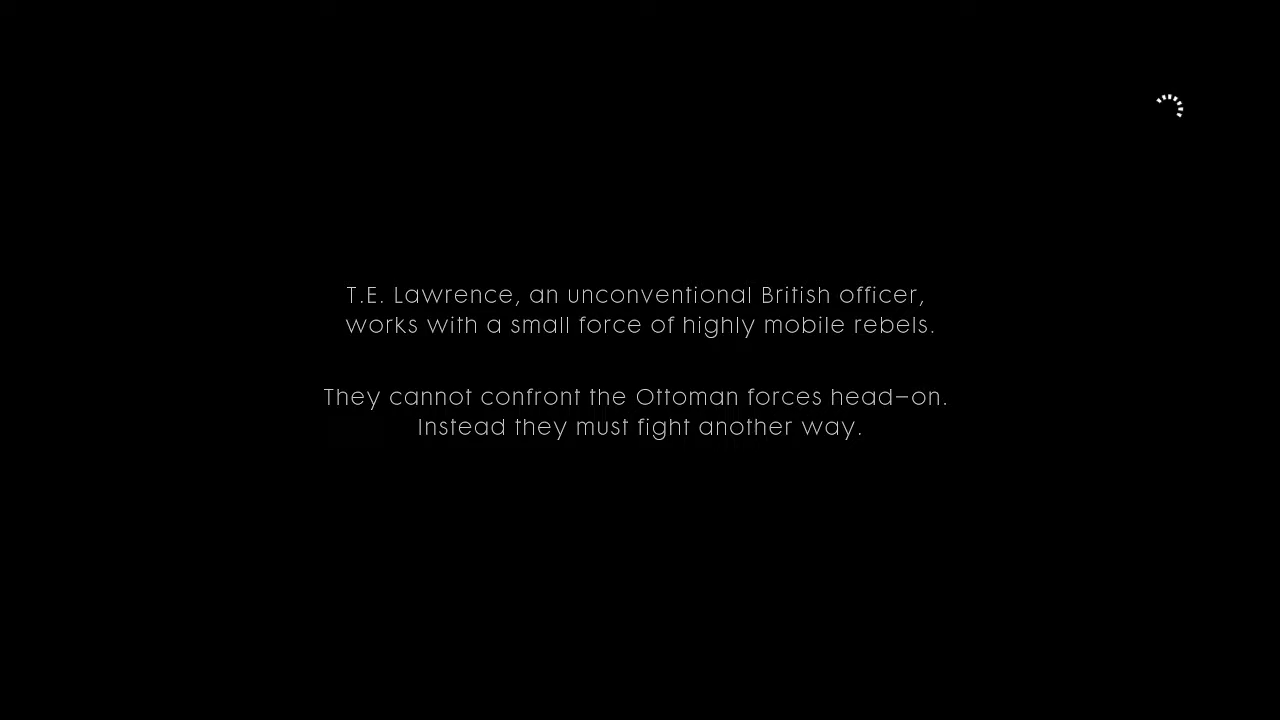 T.E. Lawrence, an unconventional British officer,
works with a small force of highly mobile rebels.
They cannot confront the Ottoman forces head-on.
Instead they must fight another way.